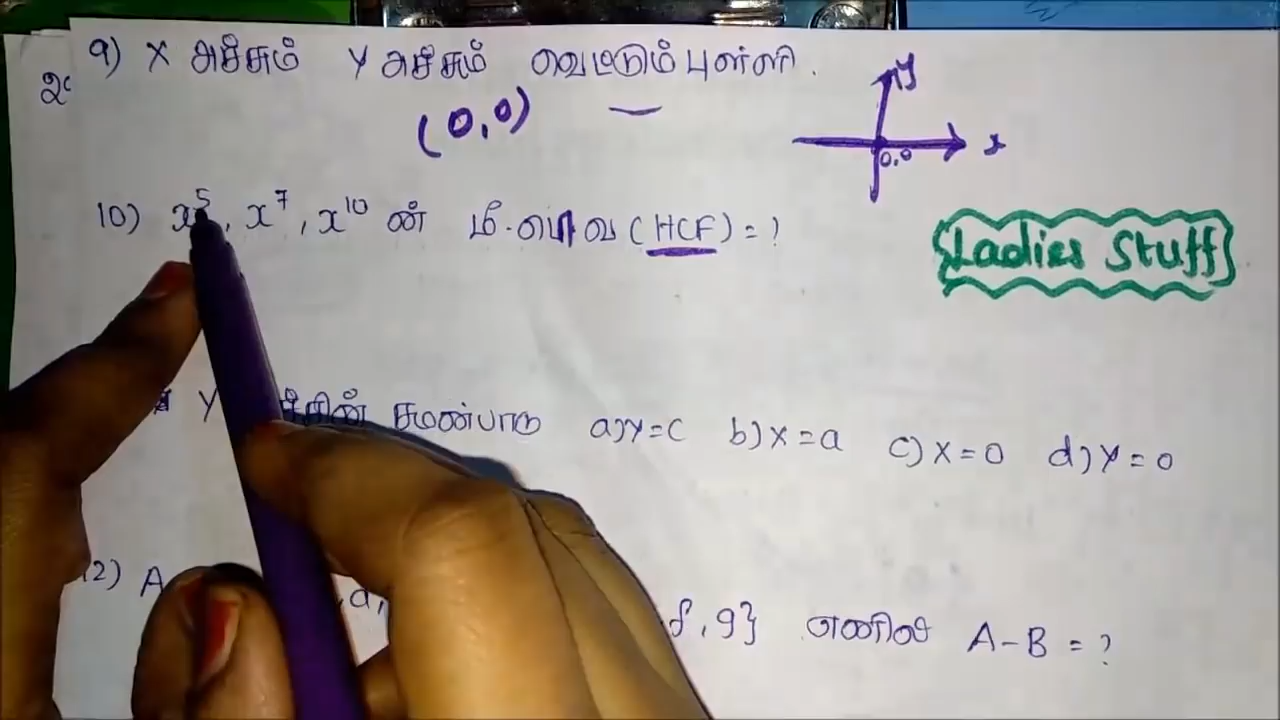 9) X அச்சும் Y அச்சும் வெட்டும் புள்ளி.
(0,0)
y
x
0,0
10) x⁵, x⁷, x¹⁰ ன் மீ.பொ.வ (HCF) = ?
Ladies Stuff
Y சமன்பாடு a) y=c b) x=a c) x=0 d) y=0
12) A , 9} எனில் A-B = ?